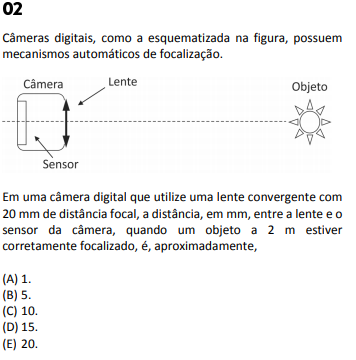 02
Câmeras digitais, como a esquematizada na figura, possuem
mecanismos automáticos de focalização.
Câmera
Lente
Objeto
Sensor
Em uma câmera digital que utilize uma lente convergente com
20 mm de distância focal, a distância, em mm, entre a lente e o
sensor da câmera, quando um objeto a 2 m estiver
corretamente focalizado, é, aproximadamente,
(A) 1.
(B) 5.
(C) 10.
(D) 15.
(E) 20.